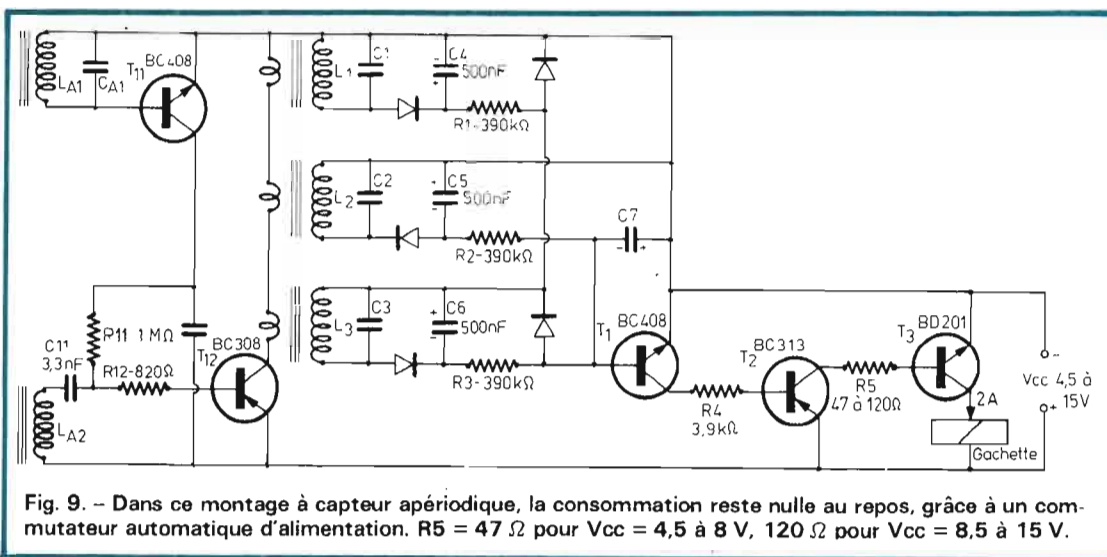 LA1
CA1
T11
BC408
L1
C1
C4
-
+
500nF
R1-390kΩ
L2
C2
C5
+
-
500nF
R2-390kΩ
C7
-
+
L3
C3
C6
+
-
500nF
R3-390kΩ
R11 1MΩ
C11
3,3nF
R12-820Ω
T12
BC308
LA2
T1
BC408
R4
3,9kΩ
T2
BC313
R5
47 à 120Ω
T3
BD201
2A
Gachette
-
Vcc 4,5 à
15V
+
Fig. 9. – Dans ce montage à capteur apériodique, la consommation reste nulle au repos, grâce à un com-
mutateur automatique d'alimentation. R5 = 47 Ω pour Vcc = 4,5 à 8 V, 120 Ω pour Vcc = 8,5 à 15 V.